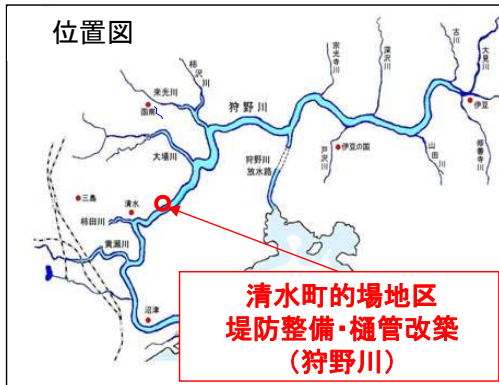 位置図
柿沢川
来光川
函南
大場川
三島
清水
柿田川
黄瀬川
沼津
狩野川
狩野川
放水路
宗光寺川
深沢川
戸沢川
伊豆の国
山田川
古川
大見川
伊豆
修善寺川
清水町的場地区
堤防整備・樋管改築
(狩野川)